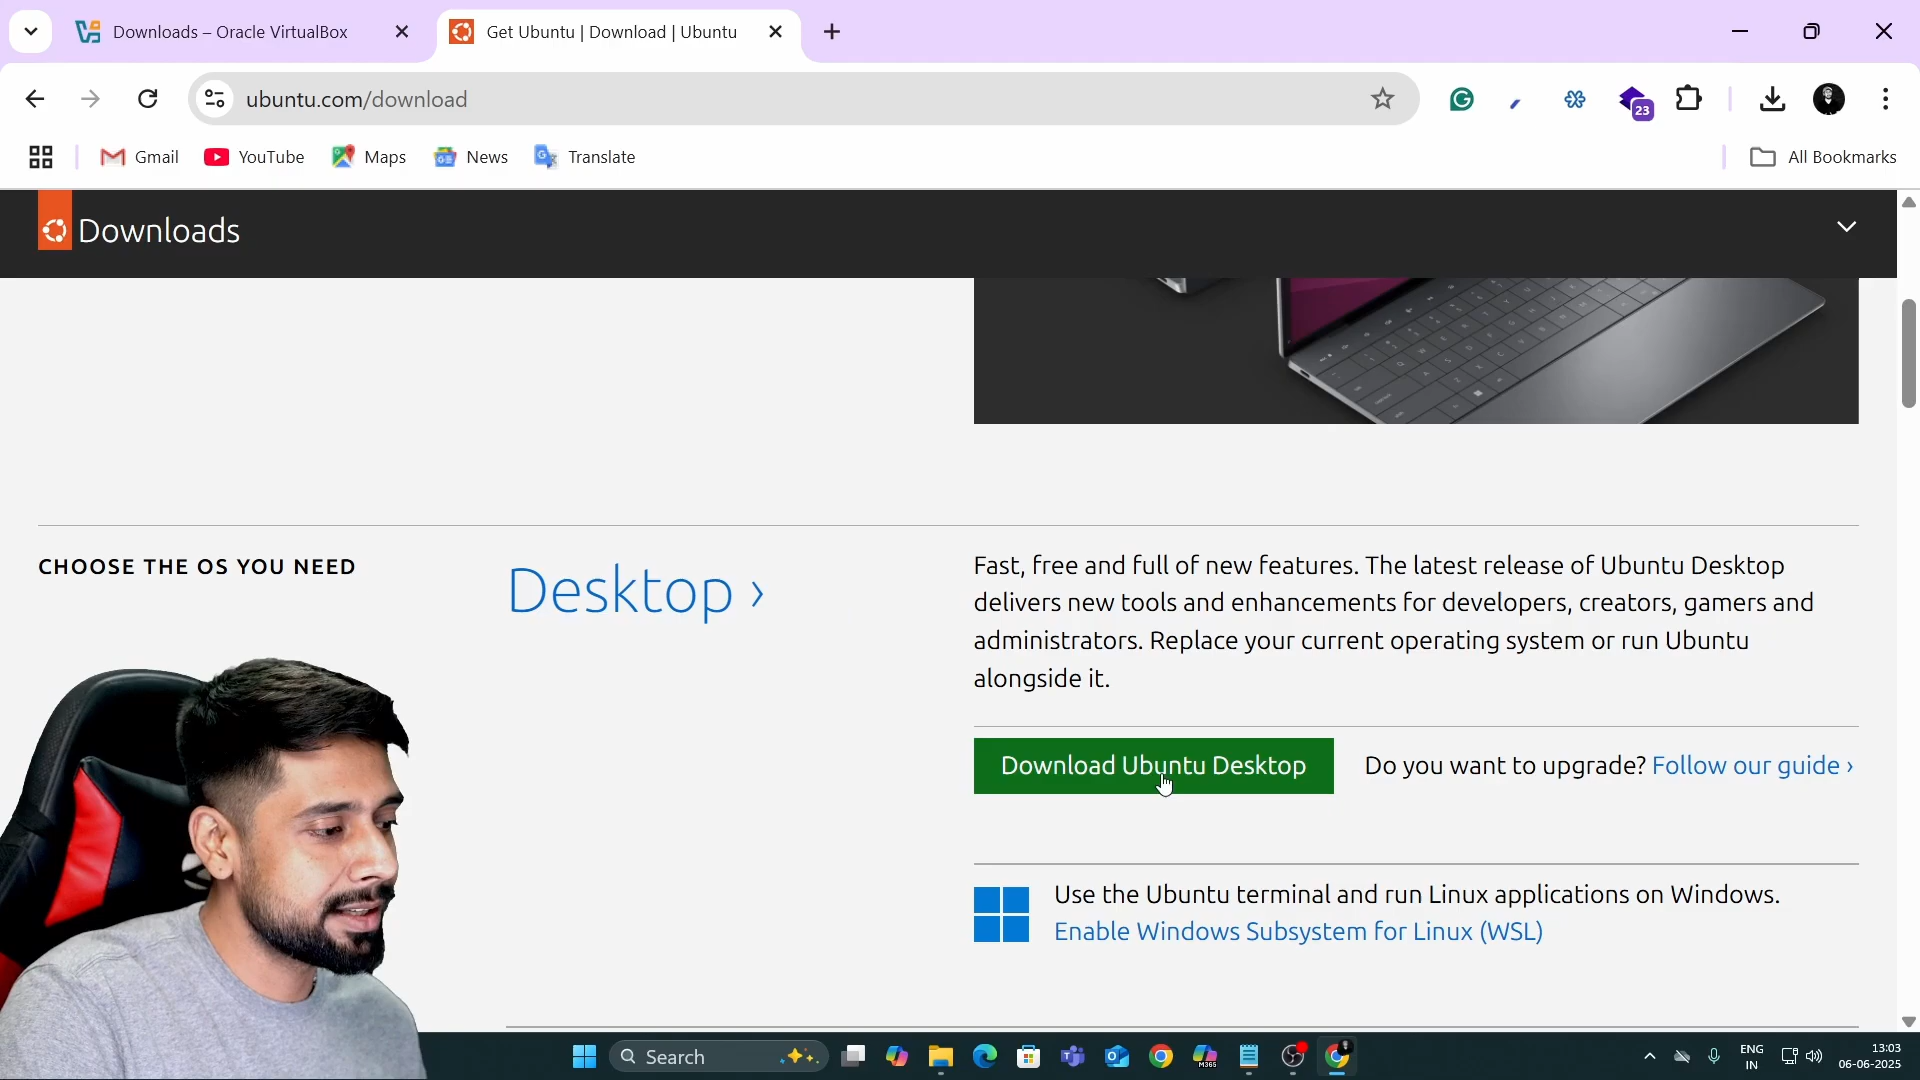 Downloads – Oracle VirtualBox
Get Ubuntu | Download | Ubuntu
ubuntu.com/download
23
Gmail
YouTube
Maps
News
Translate
All Bookmarks
Downloads
CHOOSE THE OS YOU NEED
Desktop ›
Fast, free and full of new features. The latest release of Ubuntu Desktop
delivers new tools and enhancements for developers, creators, gamers and
administrators. Replace your current operating system or run Ubuntu
alongside it.
Download Ubuntu Desktop
Do you want to upgrade? Follow our guide ›
Use the Ubuntu terminal and run Linux applications on Windows.
Enable Windows Subsystem for Linux (WSL)
Search
M365
ENG
IN
13:03
06-06-2025